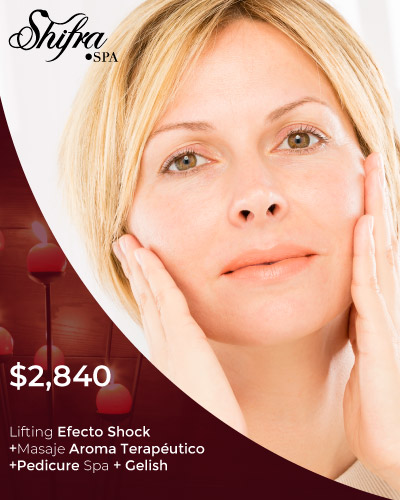 Shifra
•SPA
$2,840
Lifting Efecto Shock
+Masaje Aroma Terapéutico
+Pedicure Spa + Gelish